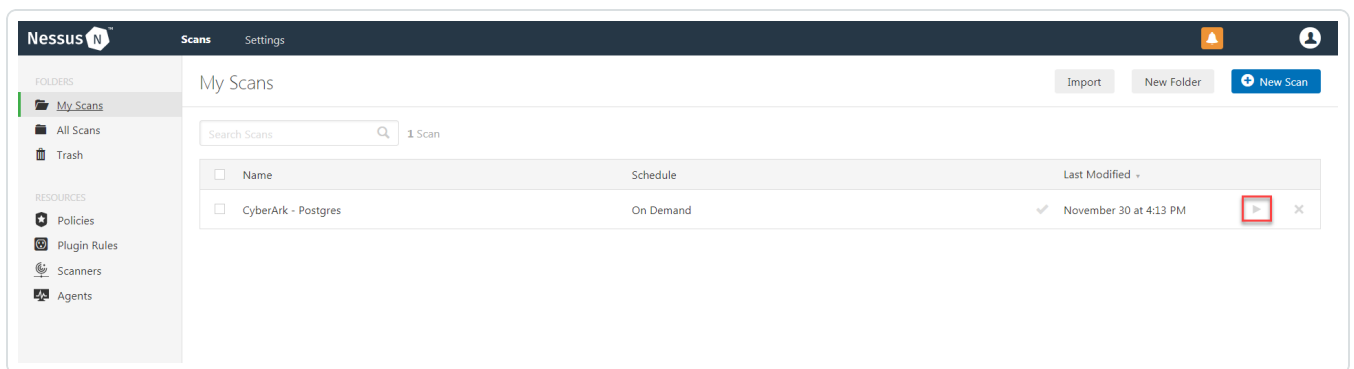 Nessus N ™ Scans Settings
FOLDERS
My Scans
All Scans
Trash
RESOURCES
Policies
Plugin Rules
Scanners
Agents
My Scans Import New Folder New Scan
Search Scans 1 Scan
Name Schedule Last Modified
CyberArk - Postgres On Demand November 30 at 4:13 PM